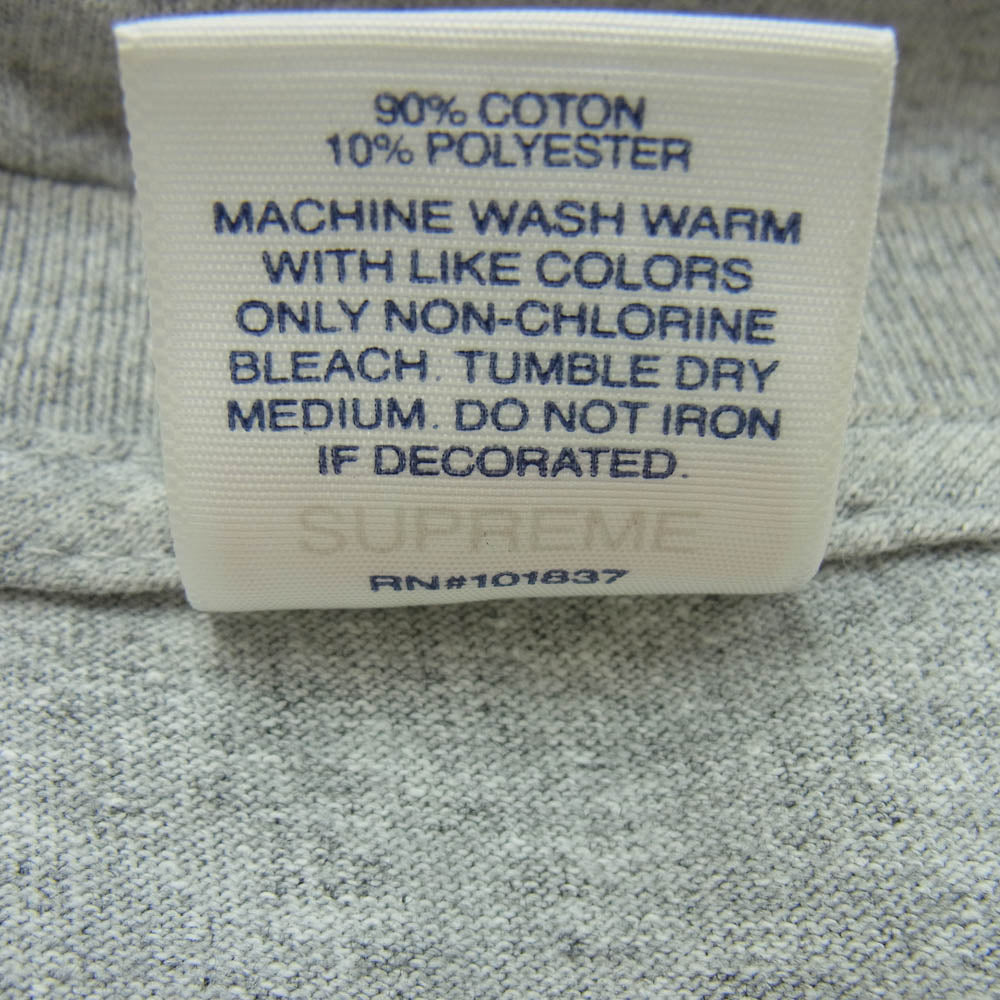 90% COTON
10% POLYESTER
MACHINE WASH WARM
WITH LIKE COLORS
ONLY NON-CHLORINE
BLEACH. TUMBLE DRY
MEDIUM. DO NOT IRON
IF DECORATED.
SUPREME
RN#101837